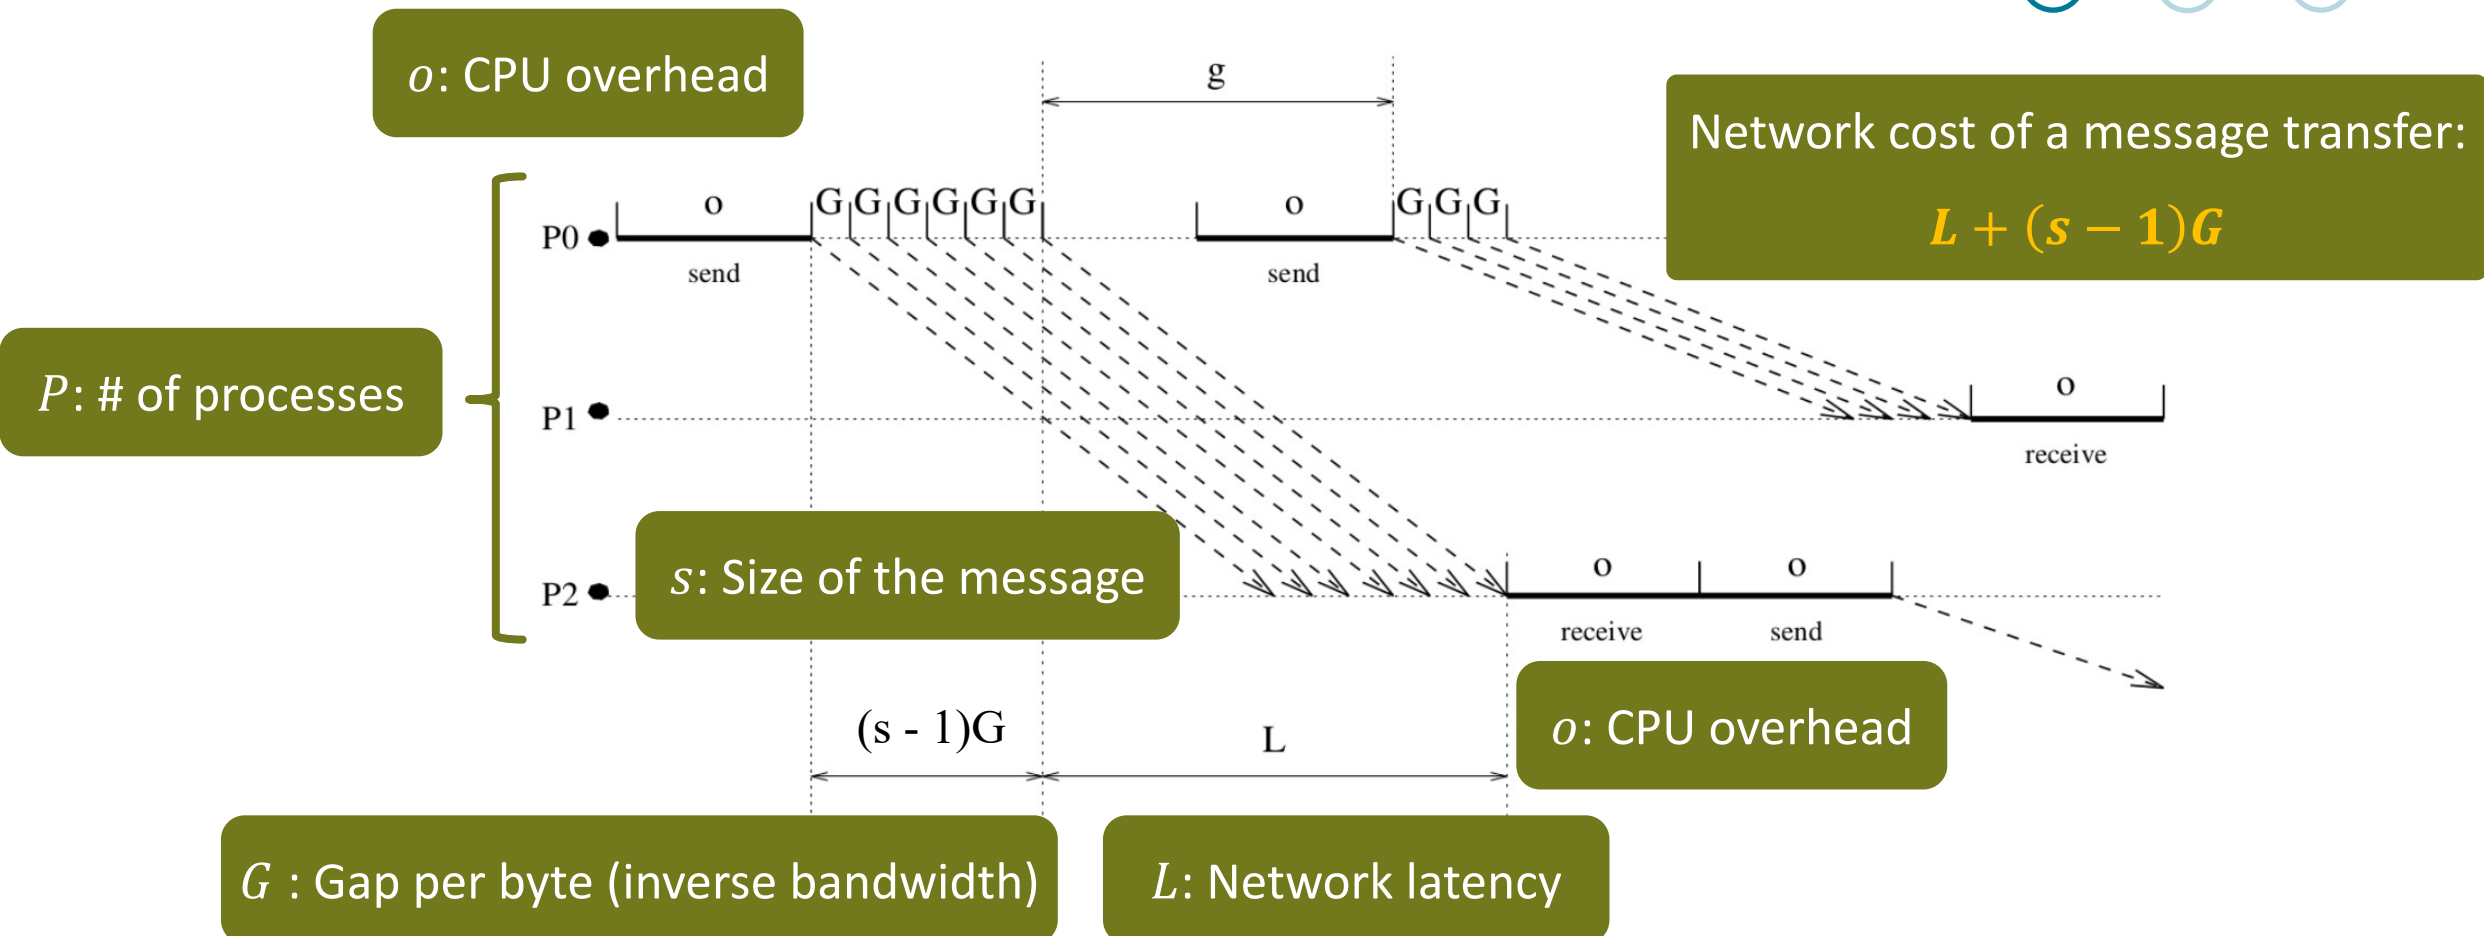 o: CPU overhead
g
Network cost of a message transfer:
L + (s − 1)G
o
G G G G G G
o
G G G
P0
send
send
P: # of processes
o
P1
receive
s: Size of the message
o
o
P2
receive
send
(s - 1)G
L
o: CPU overhead
G : Gap per byte (inverse bandwidth)
L: Network latency